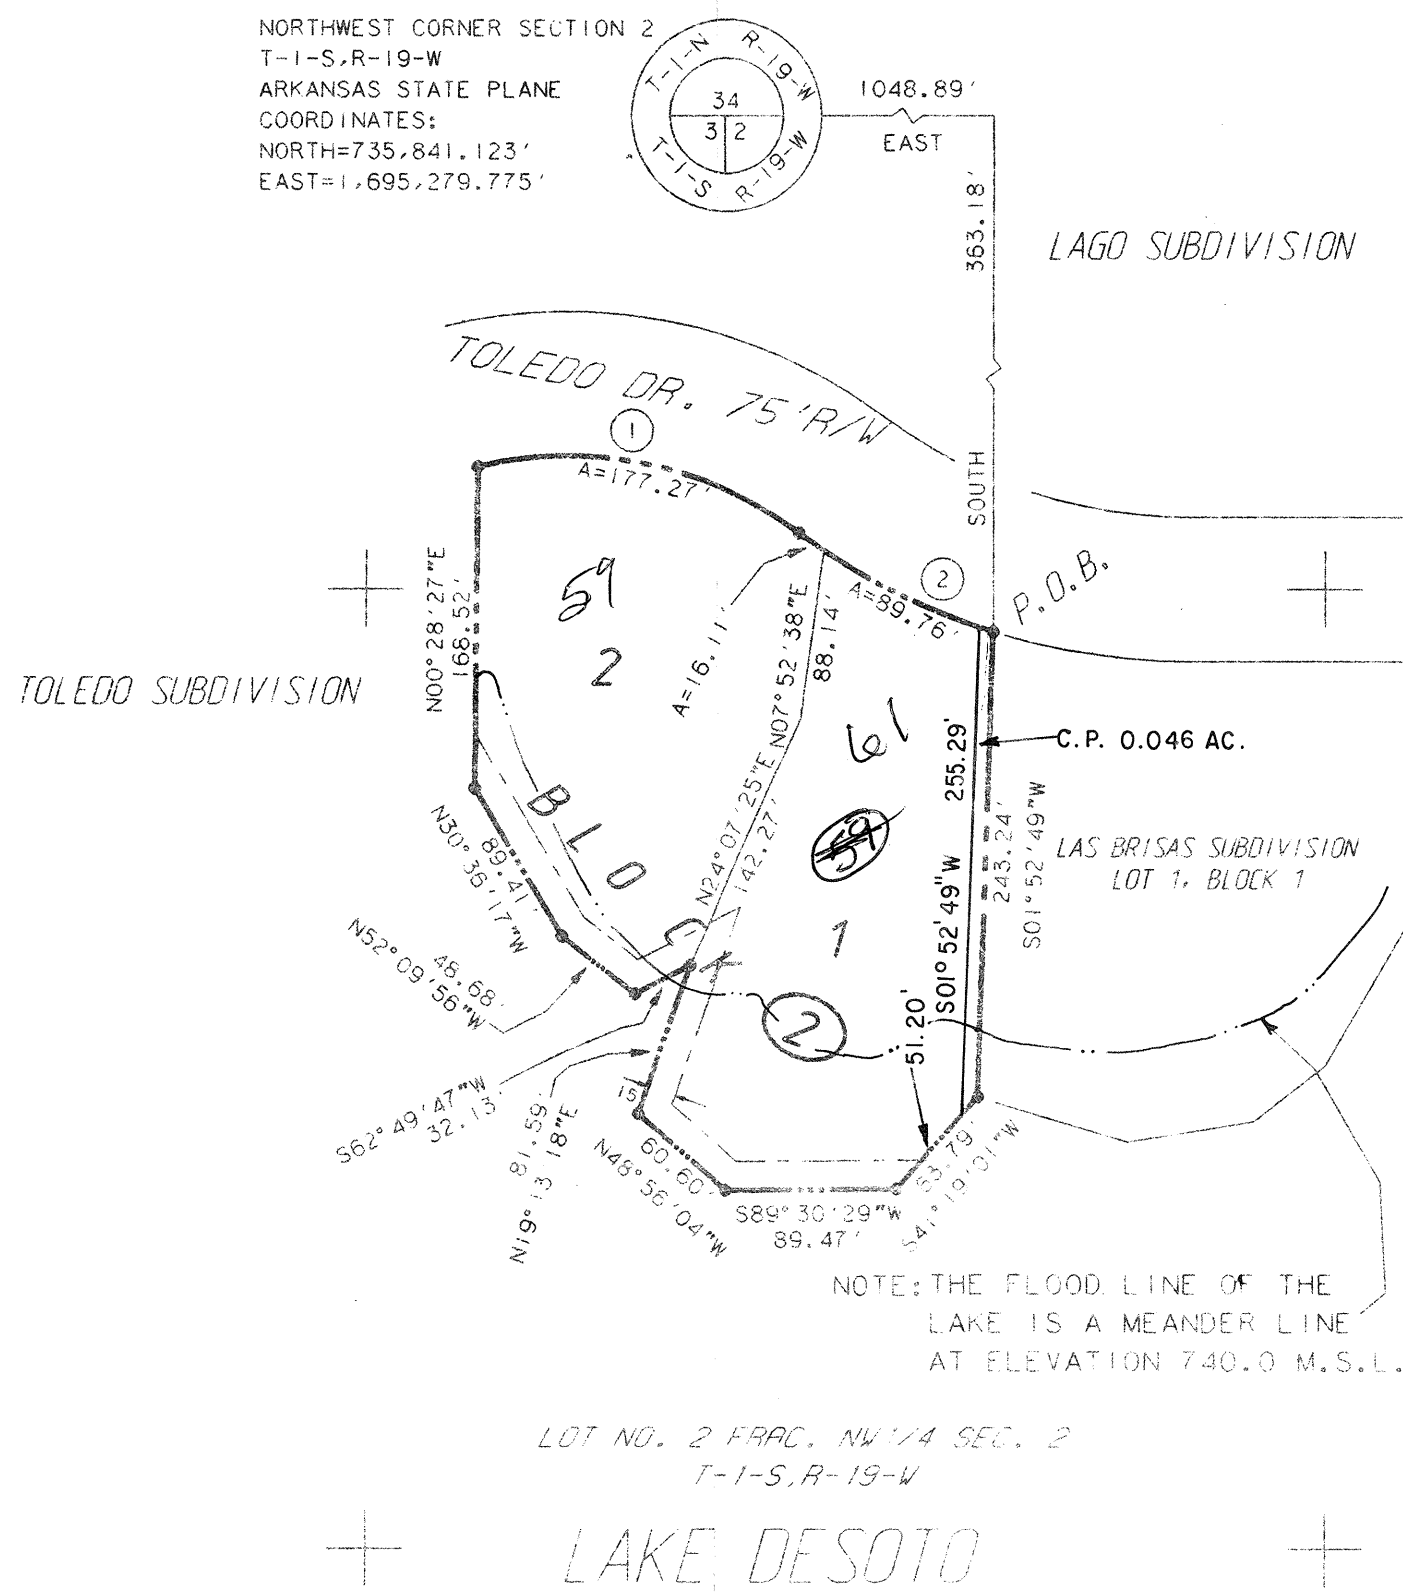 NORTHWEST CORNER SECTION 2
T-1-S,R-19-W
ARKANSAS STATE PLANE
COORDINATES:
NORTH=735,841.123'
EAST=1,695,279.775'
T-1-N R-19-W
34
3 2
T-1-S R-19-W
1048.89'
EAST
363.18'
SOUTH
LAGO SUBDIVISION
TOLEDO DR. 75'R/W
1
A=177.27'
2
A=89.76'
A=16.11'
P.O.B.
N00°28'27"E
168.52'
59
2
N07°52'38"E
88.14'
61
TOLEDO SUBDIVISION
255.29'
S01°52'49"W
C.P. 0.046 AC.
243.24'
S01°52'49"W
LAS BRISAS SUBDIVISION
LOT 1, BLOCK 1
BLOCK
2
N24°07'25"E
142.27'
59
1
N30°36'17"W
89.41'
N52°09'56"W
48.68'
S62°49'47"W
32.13'
81.59'
N19°13'18"E
15'
51.20'
60.60'
N48°56'04"W
S89°30'29"W
89.47'
53.79'
S41°19'01"W
NOTE: THE FLOOD LINE OF THE
LAKE IS A MEANDER LINE
AT ELEVATION 740.0 M.S.L.
LOT NO. 2 FRAC. NW 1/4 SEC. 2
T-1-S,R-19-W
LAKE DESOTO